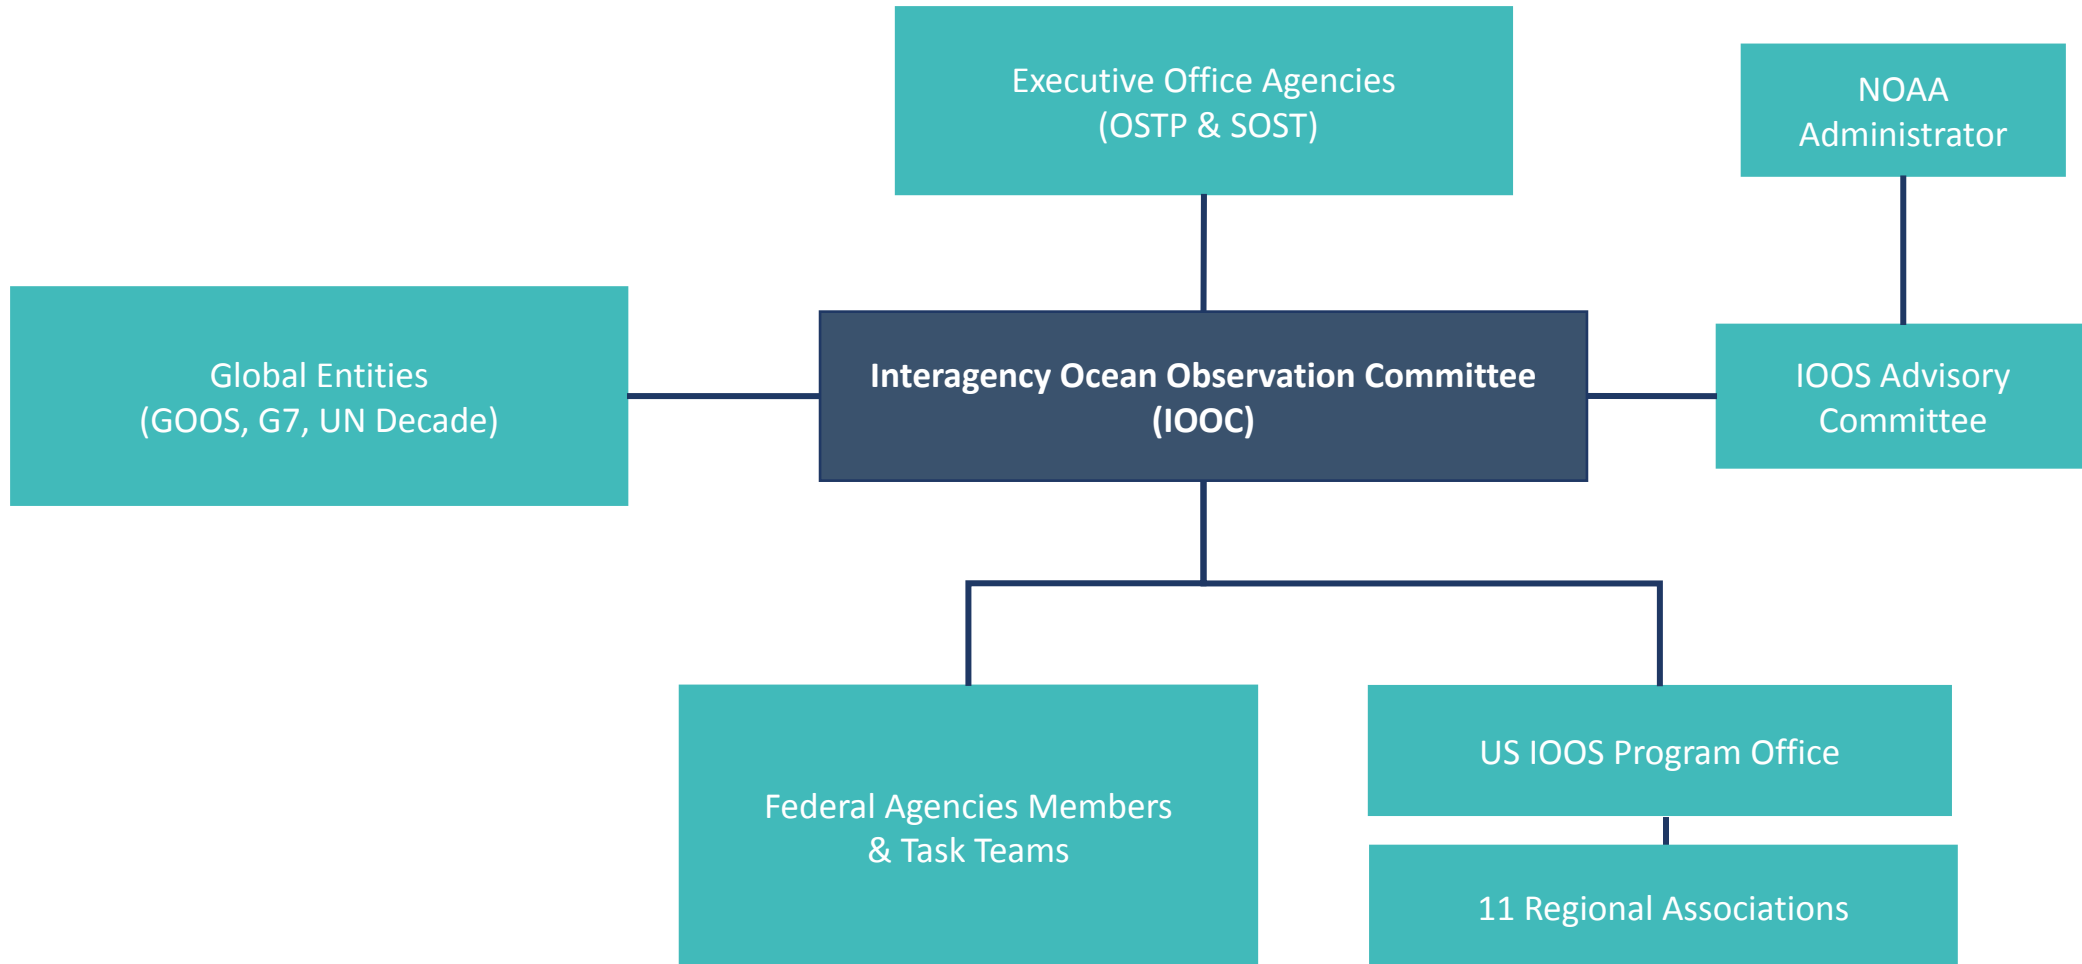 Executive Office Agencies
(OSTP & SOST)
NOAA
Administrator
Global Entities
(GOOS, G7, UN Decade)
Interagency Ocean Observation Committee
(IOOC)
IOOS Advisory
Committee
Federal Agencies Members
& Task Teams
US IOOS Program Office
11 Regional Associations